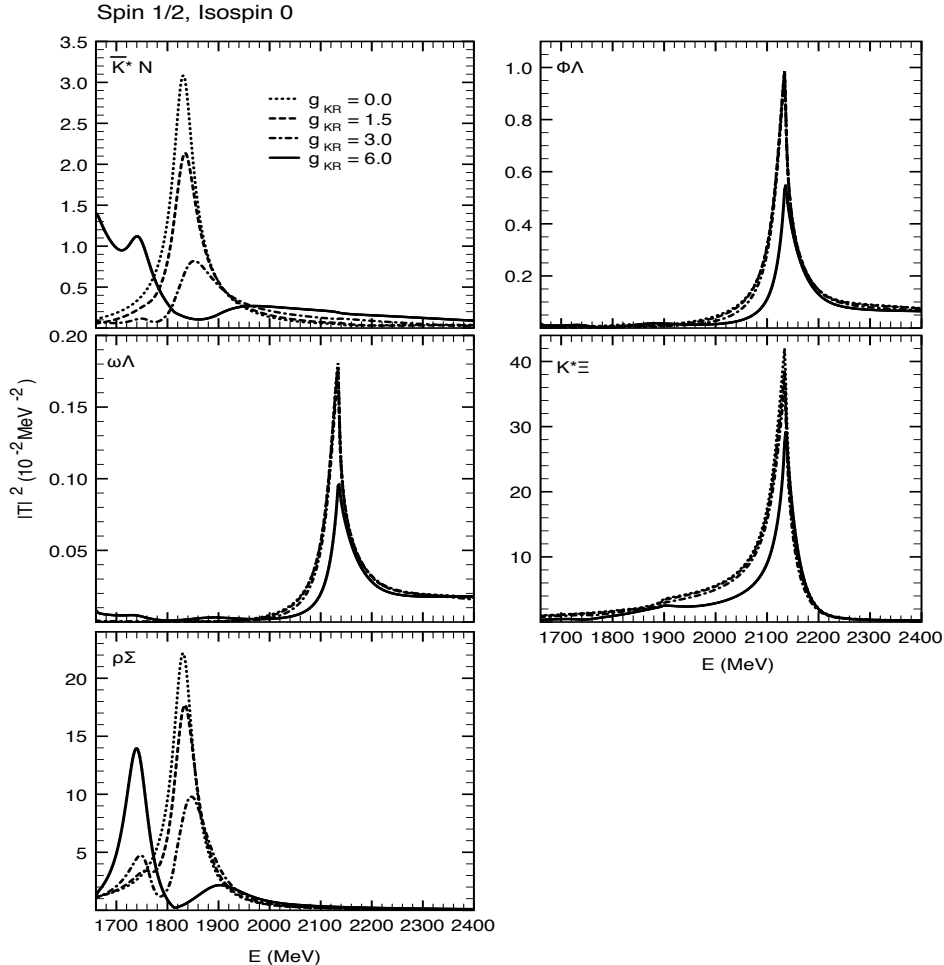 Spin 1/2, Isospin 0
K̅* N
3.5
3.0
2.5
2.0
1.5
1.0
0.5
g KR = 0.0
g KR = 1.5
g KR = 3.0
g KR = 6.0
ΦΛ
1.0
0.8
0.6
0.4
0.2
|T| ² (10⁻² MeV⁻²)
ωΛ
0.20
0.15
0.10
0.05
K*Ξ
40
30
20
10
1700 1800 1900 2000 2100 2200 2300 2400
E (MeV)
ρΣ
20
15
10
5
1700 1800 1900 2000 2100 2200 2300 2400
E (MeV)